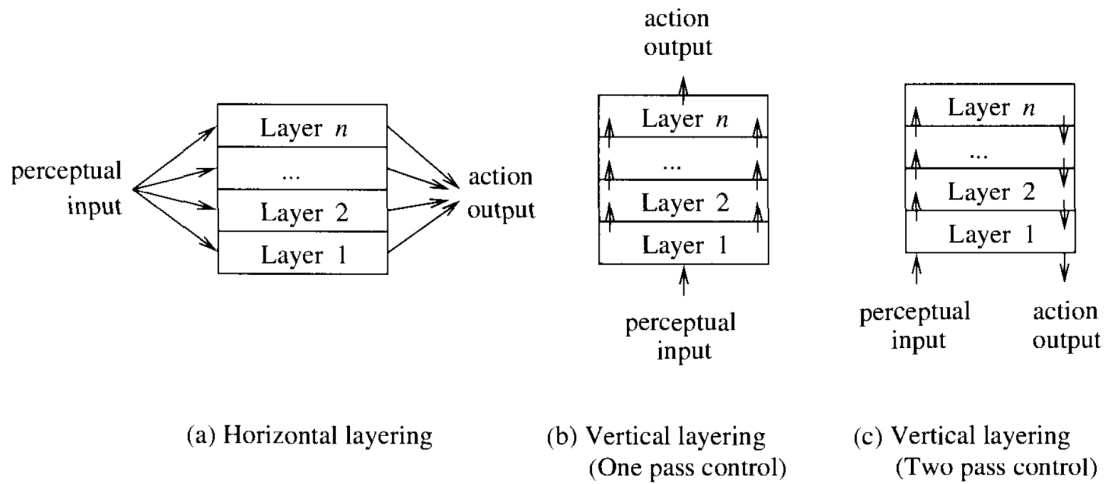 perceptual
input
Layer n
...
Layer 2
Layer 1
action
output
(a) Horizontal layering
action
output
Layer n
...
Layer 2
Layer 1
perceptual
input
(b) Vertical layering
(One pass control)
Layer n
...
Layer 2
Layer 1
perceptual
input
action
output
(c) Vertical layering
(Two pass control)